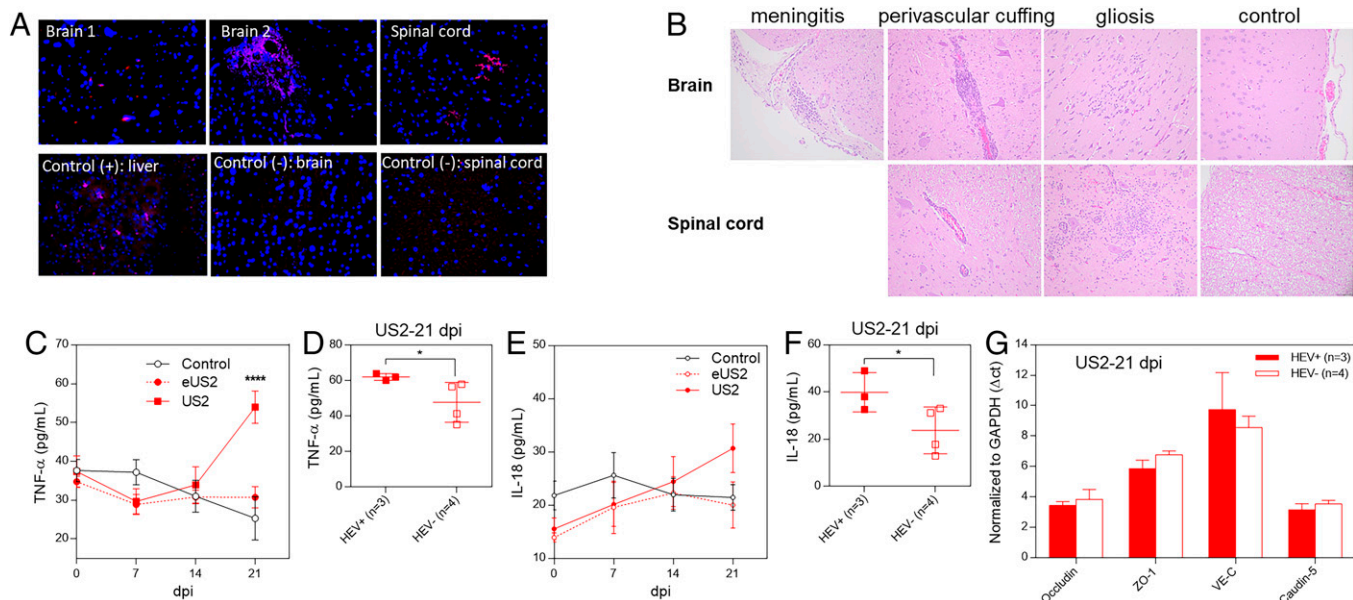 A
Brain 1
Brain 2
Spinal cord
Control (+): liver
Control (-): brain
Control (-): spinal cord
B
meningitis
perivascular cuffing
gliosis
control
Brain
Spinal cord
C
TNF-α (pg/mL)
70
60
50
40
30
20
Control
eUS2
US2
****
0
7
14
21
dpi
D
US2-21 dpi
TNF-α (pg/mL)
80
60
40
20
0
*
HEV+ (n=3)
HEV- (n=4)
E
IL-18 (pg/mL)
50
40
30
20
10
Control
eUS2
US2
0
7
14
21
dpi
F
US2-21 dpi
IL-18 (pg/mL)
60
40
20
0
*
HEV+ (n=3)
HEV- (n=4)
G
US2-21 dpi
HEV+ (n=3)
HEV- (n=4)
Normalized to GAPDH (Δct)
14
12
10
8
6
4
2
0
Occludin
ZO-1
VE-C
Caudin-5